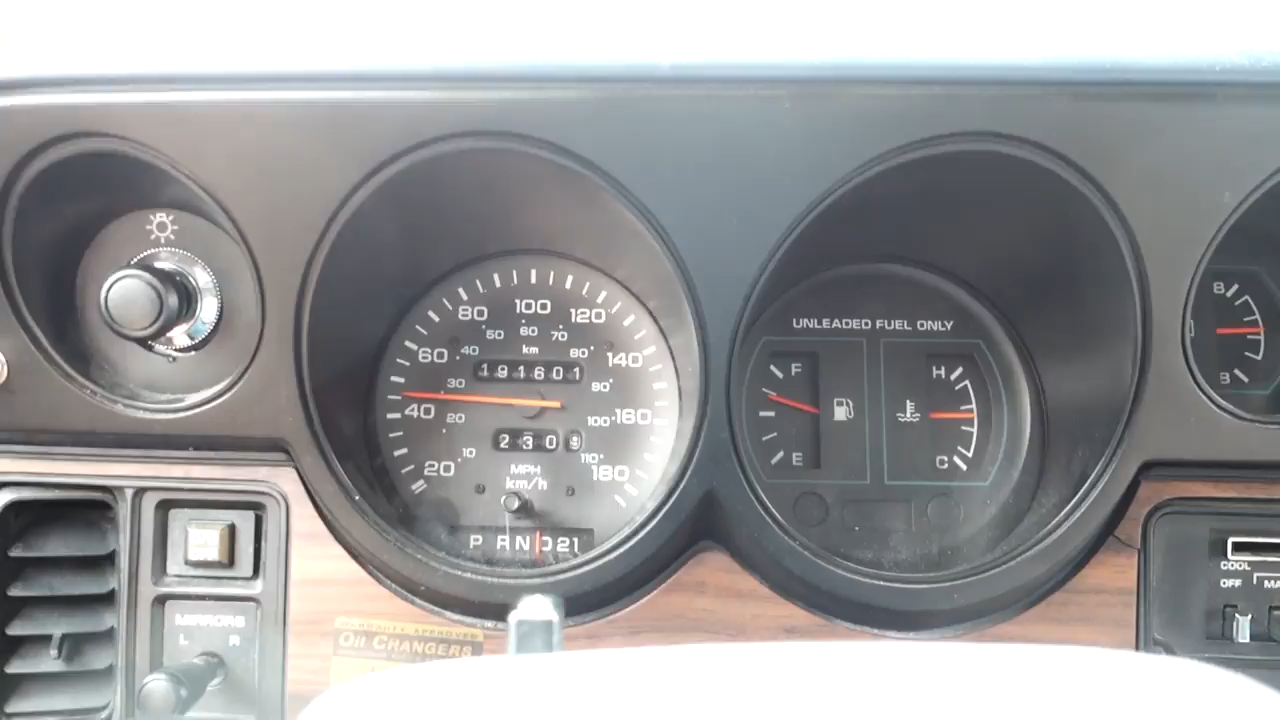 80 100 120
50 60 70
60 40 km 80 140
191601
30 90
40 20 100 160
2309
20 10 110 180
MPH
km/h
P R N D 2 1
UNLEADED FUEL ONLY
F
E
H
C
8
COOL
OFF
MIRRORS
L R
OIL CHANGERS